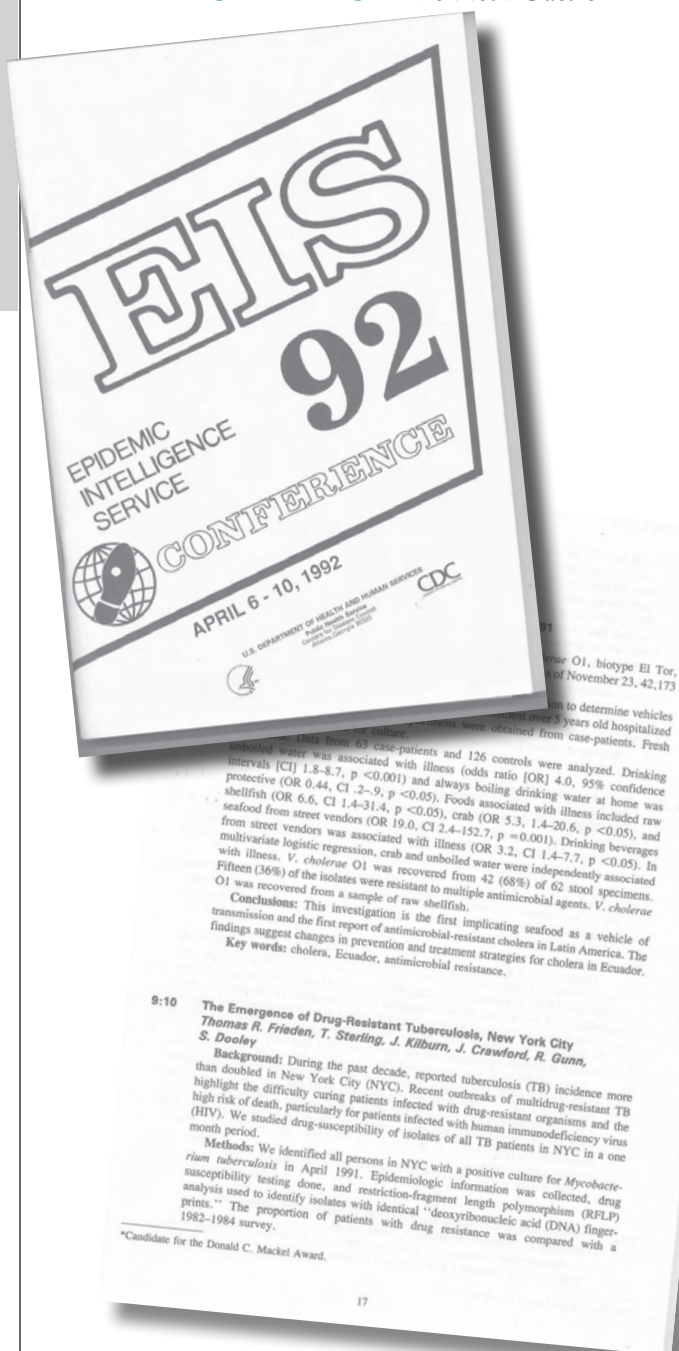 EIS
92
EPIDEMIC
INTELLIGENCE
SERVICE
CONFERENCE
APRIL 6 - 10, 1992
U.S. DEPARTMENT OF HEALTH AND HUMAN SERVICES
Public Health Service
Centers for Disease Control
Atlanta, Georgia 30333
CDC
91
O1, biotype El Tor,
s of November 23, 42,173
on to determine vehicles
over 5 years old hospitalized
were obtained from case-patients. Fresh
for culture.
Data from 63 case-patients and 126 controls were analyzed. Drinking
unboiled water was associated with illness (odds ratio [OR] 4.0, 95% confidence
intervals [CI] 1.8–8.7, p <0.001) and always boiling drinking water at home was
protective (OR 0.44, CI .2–.9, p <0.05). Foods associated with illness included raw
shellfish (OR 6.6, CI 1.4–31.4, p <0.05), crab (OR 5.3, 1.4–20.6, p <0.05), and
seafood from street vendors (OR 19.0, CI 2.4–152.7, p =0.001). Drinking beverages
from street vendors was associated with illness (OR 3.2, CI 1.4–7.7, p <0.05). In
multivariate logistic regression, crab and unboiled water were independently associated
with illness. V. cholerae O1 was recovered from 42 (68%) of 62 stool specimens.
Fifteen (36%) of the isolates were resistant to multiple antimicrobial agents. V. cholerae
O1 was recovered from a sample of raw shellfish.
Conclusions: This investigation is the first implicating seafood as a vehicle of
transmission and the first report of antimicrobial-resistant cholera in Latin America. The
findings suggest changes in prevention and treatment strategies for cholera in Ecuador.
Key words: cholera, Ecuador, antimicrobial resistance.
9:10 The Emergence of Drug-Resistant Tuberculosis, New York City
Thomas R. Frieden, T. Sterling, J. Kilburn, J. Crawford, R. Gunn,
S. Dooley
Background: During the past decade, reported tuberculosis (TB) incidence more
than doubled in New York City (NYC). Recent outbreaks of multidrug-resistant TB
highlight the difficulty curing patients infected with drug-resistant organisms and the
high risk of death, particularly for patients infected with human immunodeficiency virus
(HIV). We studied drug-susceptibility of isolates of all TB patients in NYC in a one
month period.
Methods: We identified all persons in NYC with a positive culture for Mycobacte-
rium tuberculosis in April 1991. Epidemiologic information was collected, drug
susceptibility testing done, and restriction-fragment length polymorphism (RFLP)
analysis used to identify isolates with identical "deoxyribonucleic acid (DNA) finger-
prints." The proportion of patients with drug resistance was compared with a
1982–1984 survey.
*Candidate for the Donald C. Mackel Award.
17